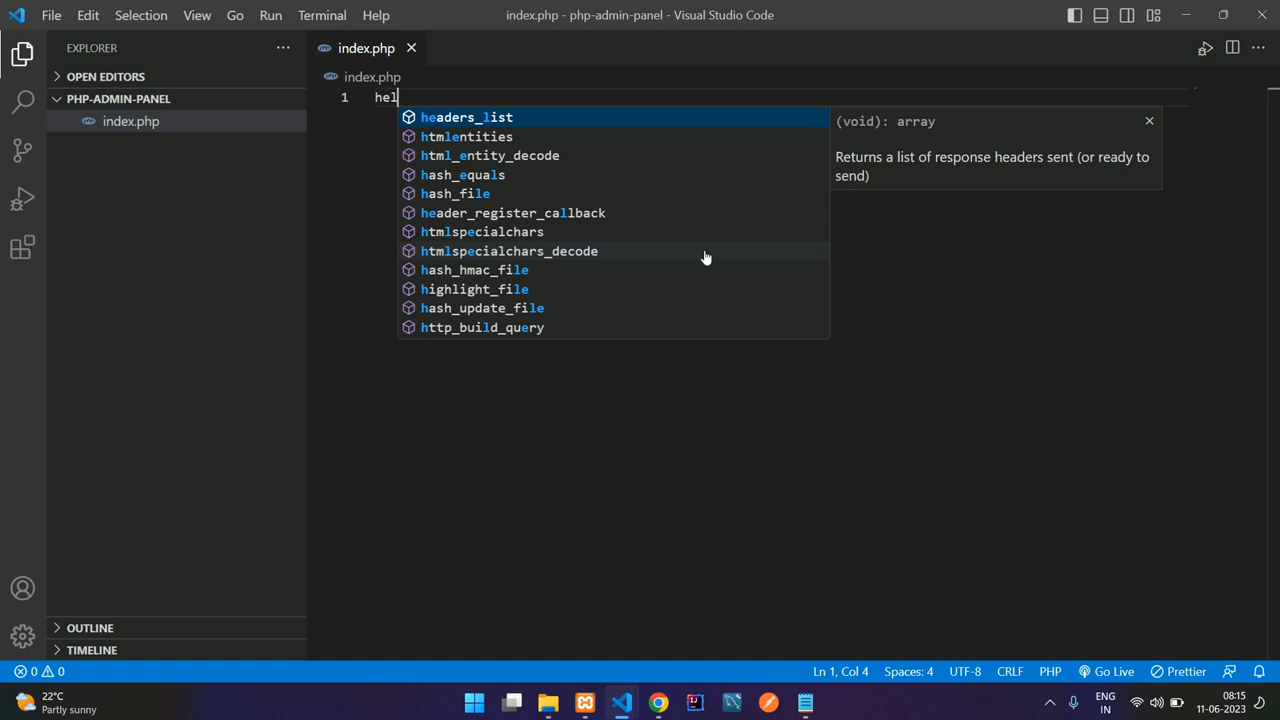 File Edit Selection View Go Run Terminal Help
index.php - php-admin-panel - Visual Studio Code
EXPLORER
OPEN EDITORS
PHP-ADMIN-PANEL
index.php
OUTLINE
TIMELINE
index.php
index.php
1 hel
headers_list
htmlentities
html_entity_decode
hash_equals
hash_file
header_register_callback
htmlspecialchars
htmlspecialchars_decode
hash_hmac_file
highlight_file
hash_update_file
http_build_query
(void): array
Returns a list of response headers sent (or ready to
send)
0 0
Ln 1, Col 4 Spaces: 4 UTF-8 CRLF PHP Go Live Prettier
22°C
Partly sunny
ENG
IN
08:15
11-06-2023